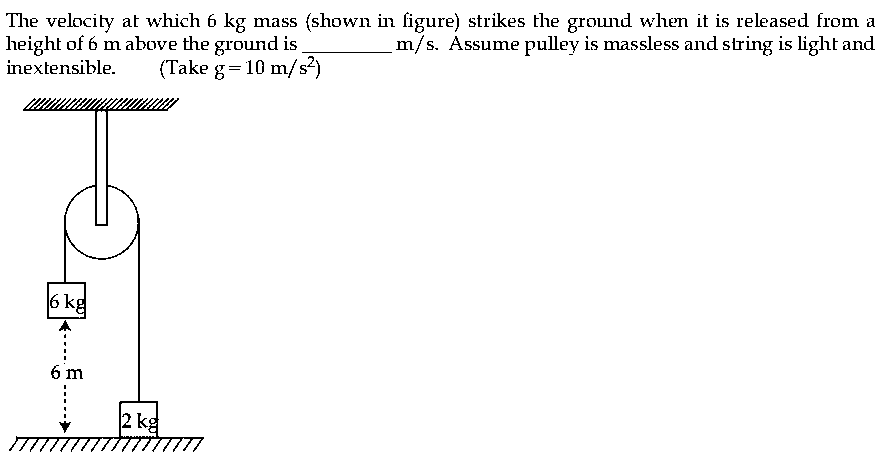 The velocity at which 6 kg mass (shown in figure) strikes the ground when it is released from a
height of 6 m above the ground is __________ m/s. Assume pulley is massless and string is light and
inextensible. (Take g = 10 m/s²)
6 kg
6 m
2 kg